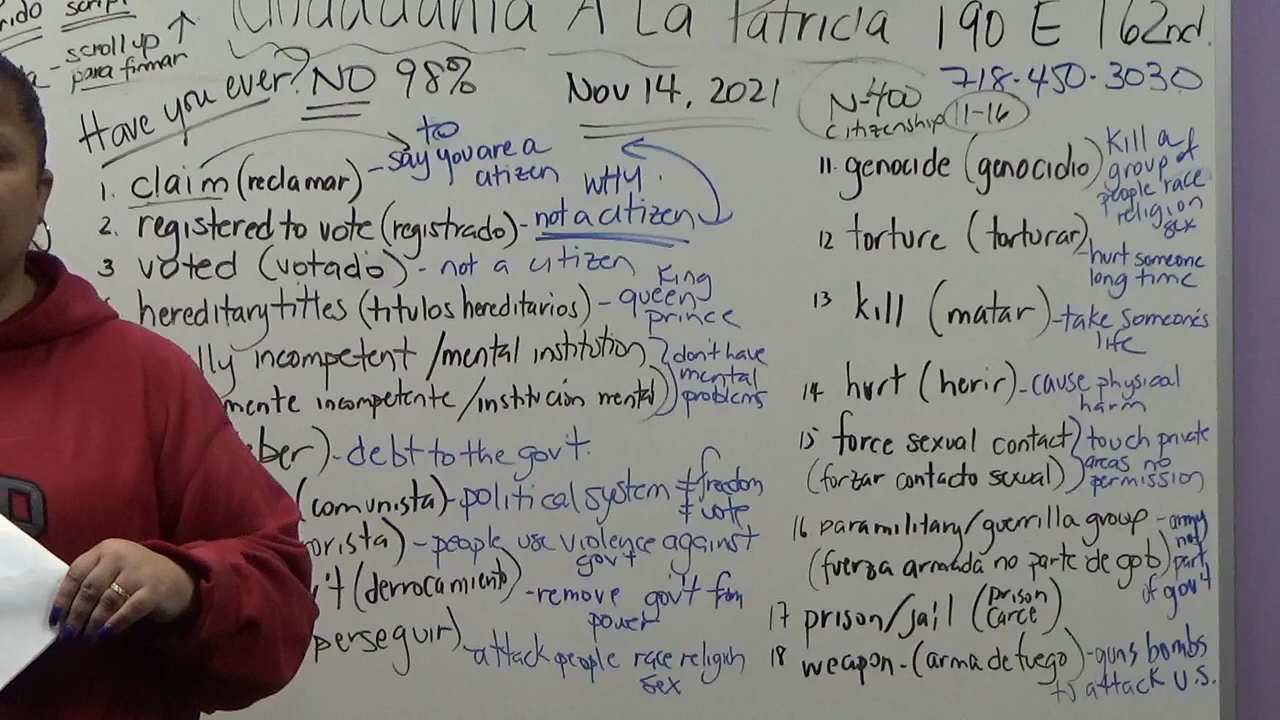 script
scroll up ↑
para firmar
Ciudadanía A La Patricia 190 E 162nd.
718-450-3030
Have you ever? NO 98%
Nov 14, 2021
N-400
citizenship 11-16
1. claim (reclamar) - to say you are a citizen
WHY.
2. registered to vote (registrado) - not a citizen
3 voted (votado) - not a citizen
hereditary titles (titulos hereditarios) - King queen prince
lly incompetent /mental institution
mente incompetente /institución mental)
don't have mental problems
ber) - debt to the gov't.
(comunista) - political system ≠ freedom ≠ vote
orista) - people use violence against gov't
't (derrocamiento) - remove gov't from power
perseguir) - attack people race religion sex
11. genocide (genocidio) Kill a group of people race religion sex
12 torture (torturar) - hurt someone long time
13 kill (matar) - take someone's life
14 hurt (herir) - cause physical harm
15 force sexual contact
(forzar contacto sexual)
touch private areas no permission
16 paramilitary/guerrilla group - army not part of gov't
(fuerza armada no parte de gob)
17 prison/jail (prison carce)
18 weapon - (arma de fuego) - guns bombs to attack U.S.